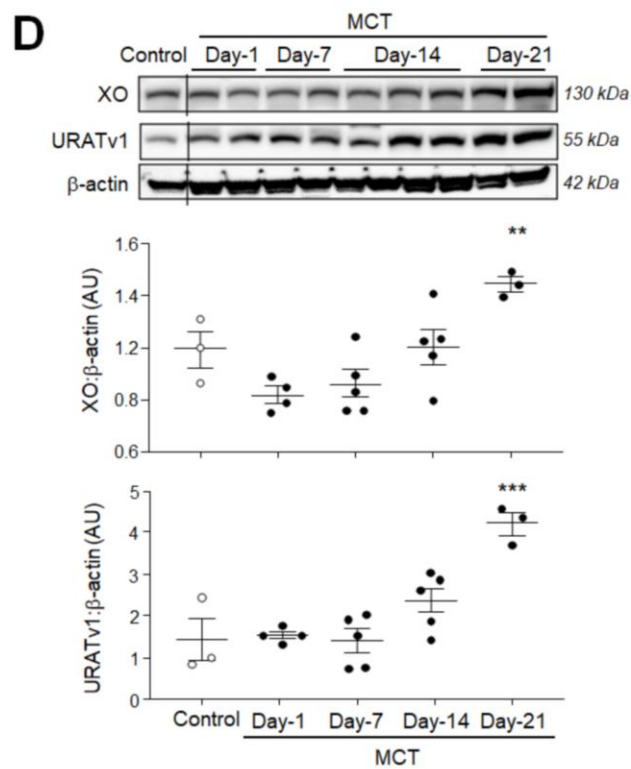 D
MCT
Control Day-1 Day-7 Day-14 Day-21
XO 130 kDa
URATv1 55 kDa
β-actin 42 kDa
**
1.6
1.4
1.2
0.8
0.6
XO:β-actin (AU)
***
5
4
3
2
1
0
URATv1:β-actin (AU)
Control Day-1 Day-7 Day-14 Day-21
MCT